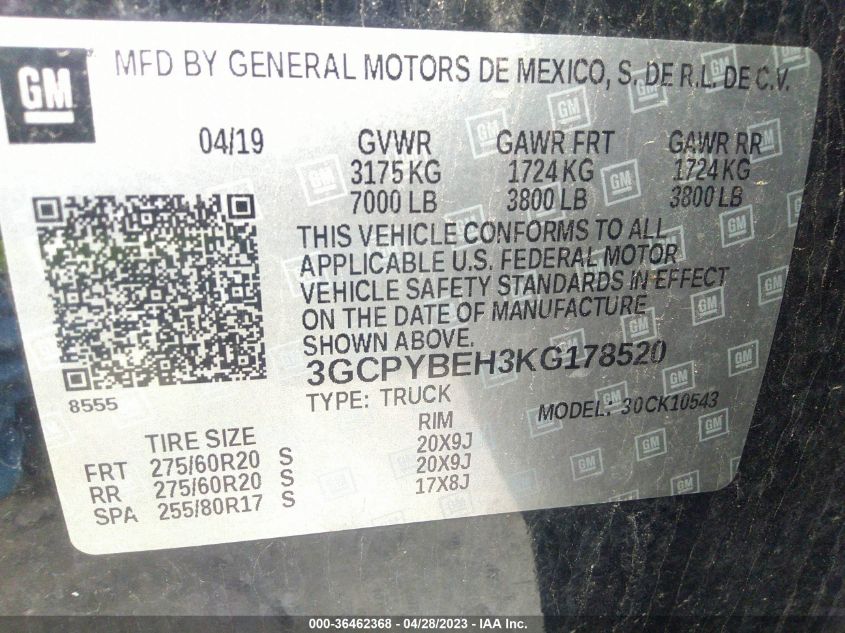 GM
MFD BY GENERAL MOTORS DE MEXICO, S. DE R.L. DE C.V.
04/19 GVWR GAWR FRT GAWR RR
3175 KG 1724 KG 1724 KG
7000 LB 3800 LB 3800 LB
THIS VEHICLE CONFORMS TO ALL
APPLICABLE U.S. FEDERAL MOTOR
VEHICLE SAFETY STANDARDS IN EFFECT
ON THE DATE OF MANUFACTURE
SHOWN ABOVE.
3GCPYBEH3KG178520
8555
TYPE: TRUCK MODEL: 30CK10543
TIRE SIZE RIM
FRT 275/60R20 S 20X9J
RR 275/60R20 S 20X9J
SPA 255/80R17 S 17X8J
000-36462368 - 04/28/2023 - IAA Inc.